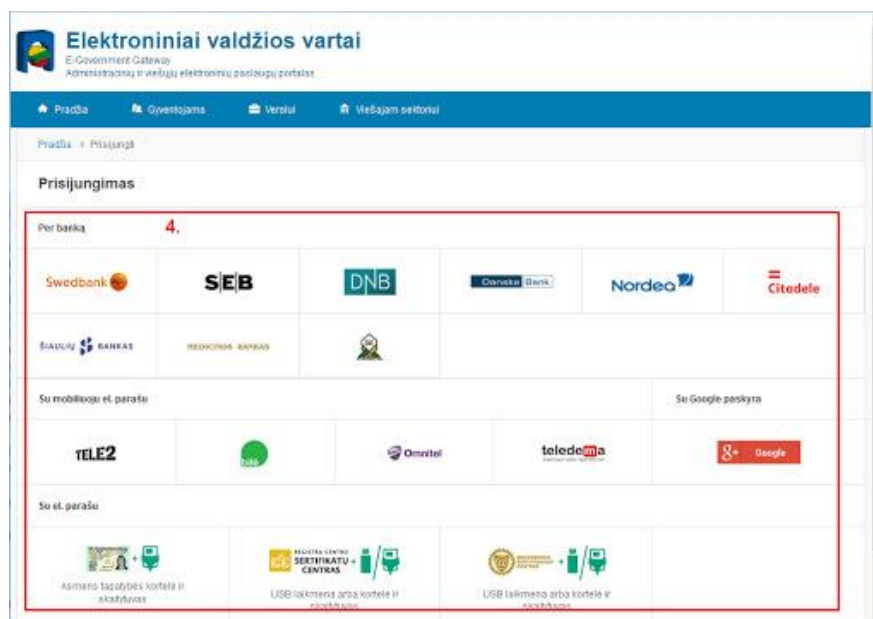 Elektroniniai valdžios vartai
E-Government Gateway
Administracinių ir viešųjų elektroninių paslaugų portalas
Pradžia Gyventojams Verslui Viešajam sektoriui
Pradžia Prisijungti
Prisijungimas
Per banką 4.
Swedbank SEB DNB Danske Bank Nordea Citadele
ŠIAULIŲ BANKAS MEDICINOS BANKAS
Su mobiliuoju el. parašu Su Google paskyra
TELE2 bitė Omnitel teledema g+ Google
Su el. parašu
REGISTRŲ CENTRO
SERTIFIKATŲ
CENTRAS
Asmens tapatybės kortelė ir
skaitytuvas
USB laikmena arba kortelė ir
skaitytuvas
USB laikmena arba kortelė ir
skaitytuvas